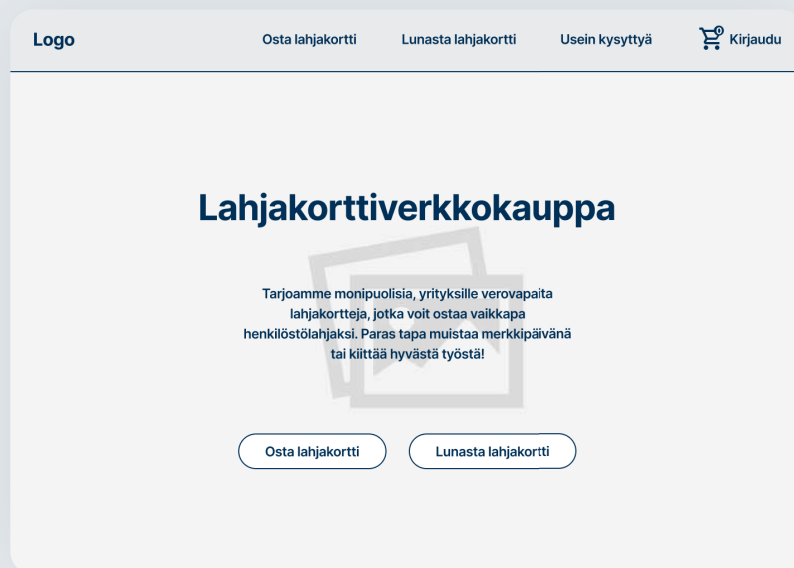 Logo
Osta lahjakortti
Lunasta lahjakortti
Usein kysyttyä
0
Kirjaudu
Lahjakorttiverkkokauppa
Tarjoamme monipuolisia, yrityksille verovapaita
lahjakortteja, jotka voit ostaa vaikkapa
henkilöstölahjaksi. Paras tapa muistaa merkkipäivänä
tai kiittää hyvästä työstä!
Osta lahjakortti
Lunasta lahjakortti